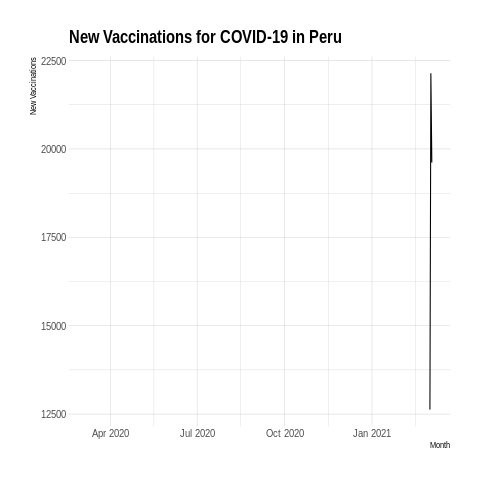 New Vaccinations for COVID-19 in Peru
New Vaccinations
22500
20000
17500
15000
12500
Apr 2020
Jul 2020
Oct 2020
Jan 2021
Month